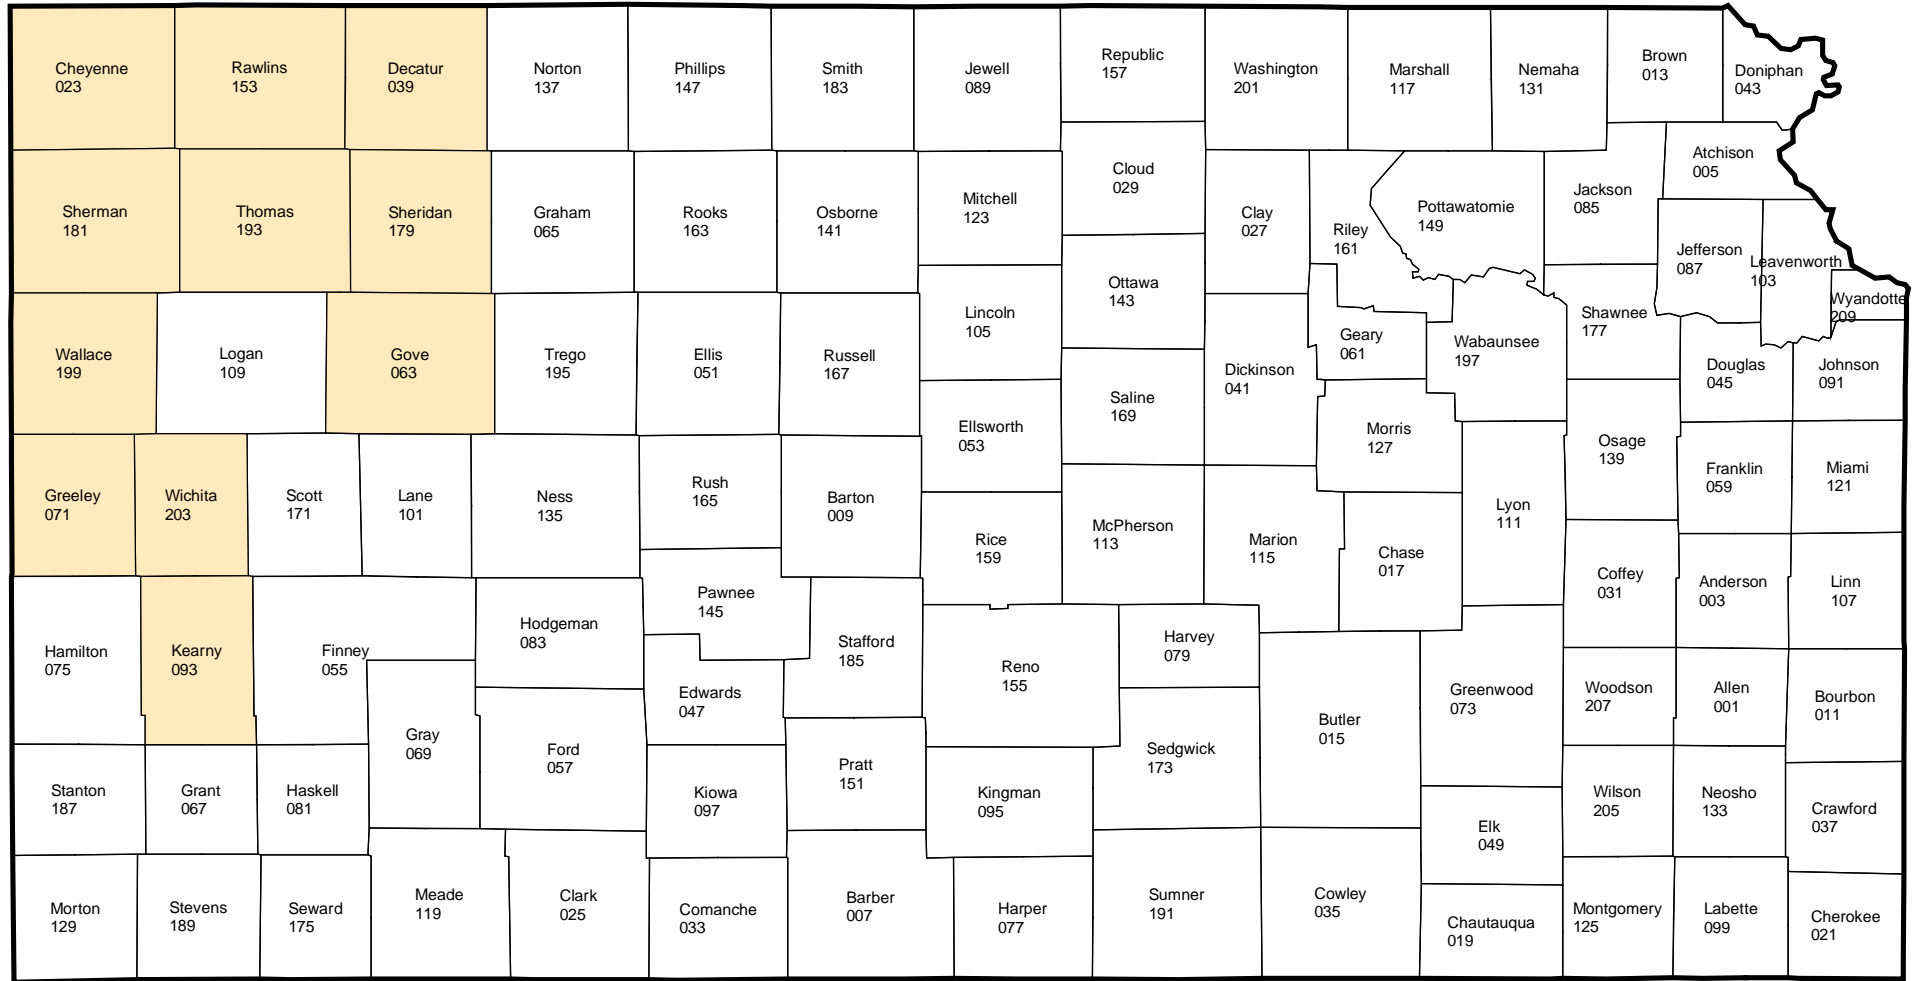 Cheyenne
023
Rawlins
153
Decatur
039
Norton
137
Phillips
147
Smith
183
Jewell
089
Republic
157
Washington
201
Marshall
117
Nemaha
131
Brown
013
Doniphan
043
Sherman
181
Thomas
193
Sheridan
179
Graham
065
Rooks
163
Osborne
141
Mitchell
123
Cloud
029
Clay
027
Riley
161
Pottawatomie
149
Jackson
085
Atchison
005
Jefferson
087
Leavenworth
103
Wyandotte
209
Wallace
199
Logan
109
Gove
063
Trego
195
Ellis
051
Russell
167
Lincoln
105
Ottawa
143
Dickinson
041
Geary
061
Wabaunsee
197
Shawnee
177
Douglas
045
Johnson
091
Ellsworth
053
Saline
169
Morris
127
Osage
139
Franklin
059
Miami
121
Greeley
071
Wichita
203
Scott
171
Lane
101
Ness
135
Rush
165
Barton
009
Rice
159
McPherson
113
Marion
115
Chase
017
Lyon
111
Coffey
031
Anderson
003
Linn
107
Hamilton
075
Kearny
093
Finney
055
Hodgeman
083
Pawnee
145
Stafford
185
Reno
155
Harvey
079
Edwards
047
Gray
069
Ford
057
Pratt
151
Sedgwick
173
Butler
015
Greenwood
073
Woodson
207
Allen
001
Bourbon
011
Stanton
187
Grant
067
Haskell
081
Kiowa
097
Kingman
095
Elk
049
Wilson
205
Neosho
133
Crawford
037
Morton
129
Stevens
189
Seward
175
Meade
119
Clark
025
Comanche
033
Barber
007
Harper
077
Sumner
191
Cowley
035
Chautauqua
019
Montgomery
125
Labette
099
Cherokee
021